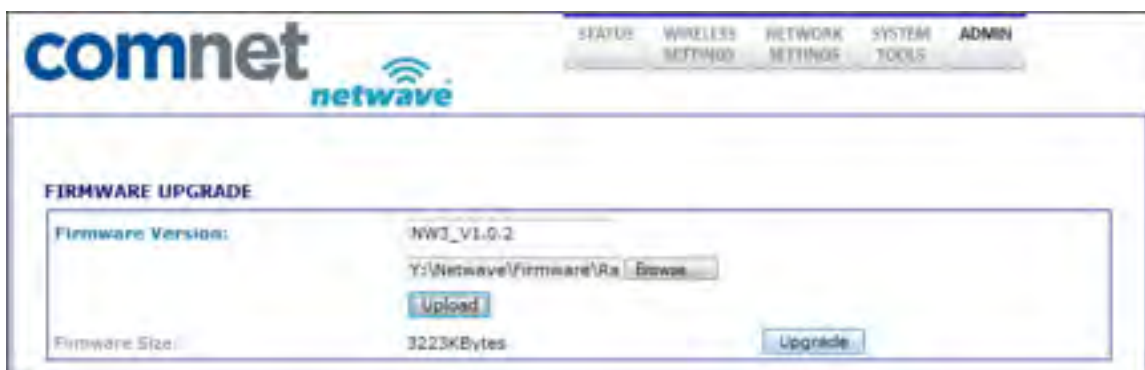 comnet
netwave
STATUS WIRELESS SETTINGS NETWORK SETTINGS SYSTEM TOOLS ADMIN
FIRMWARE UPGRADE
Firmware Version: NW3_V1.0.2
Y:\Netwave\Firmware\Ra Browse...
Upload
Firmware Size: 3223KBytes Upgrade